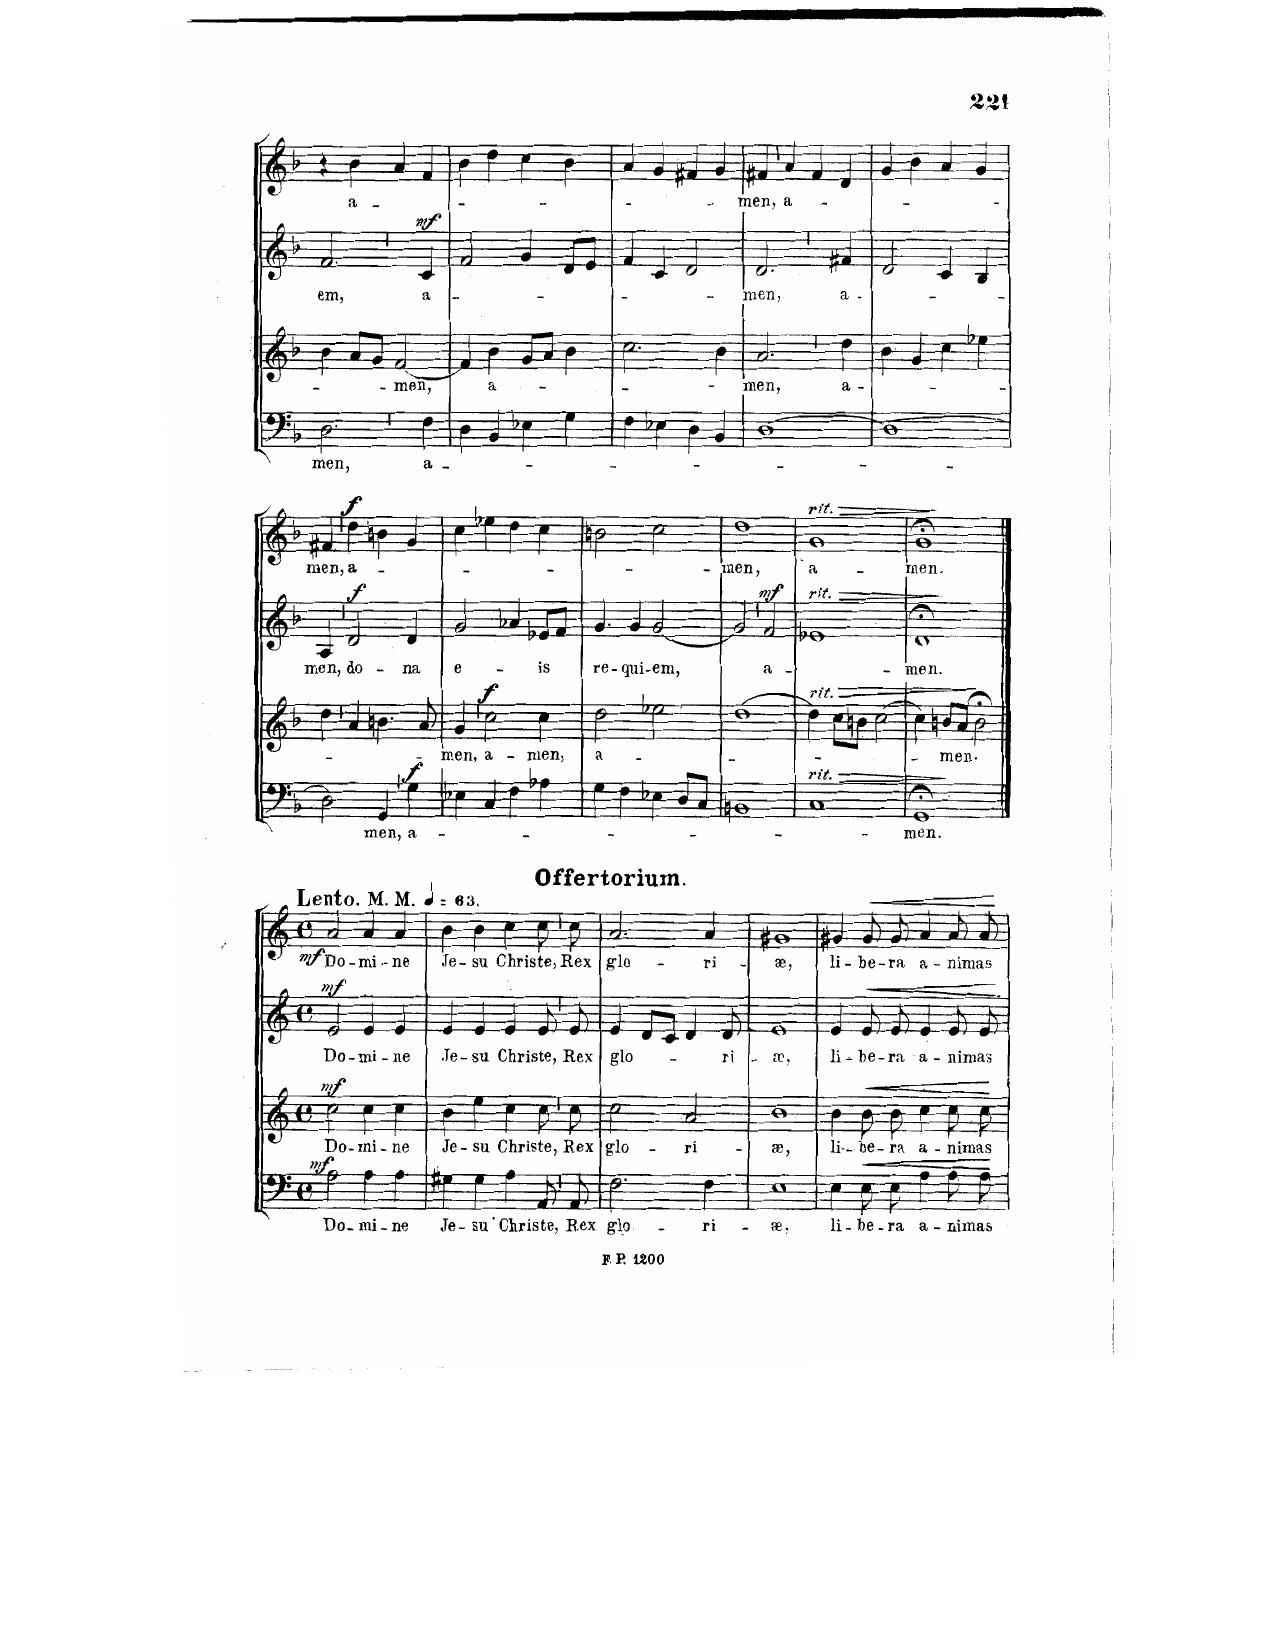 221
a - - - - men, a - - -
mf
em, a - - - - men, a - - -
- - men, a - - - men, a - - -
men, a - - - - - - -
f
rit.
men, a - - - - - men, a - men.
f
mf
rit.
men, do - na e - is re - qui - em, a - - men.
f
rit.
- - - men, a - men, a - - - - - men.
f
rit.
men, a - - - - - - men.
Offertorium.
Lento. M. M. ♩ = 63.
mf Do - mi - ne Je - su Christe, Rex glo - ri - æ, li - be - ra a - nimas
mf
Do - mi - ne Je - su Christe, Rex glo - - ri - æ, li - be - ra a - nimas
mf
Do - mi - ne Je - su Christe, Rex glo - ri - æ, li - be - ra a - nimas
mf
Do - mi - ne Je - su Christe, Rex glo - ri - æ, li - be - ra a - nimas
F. P. 1200